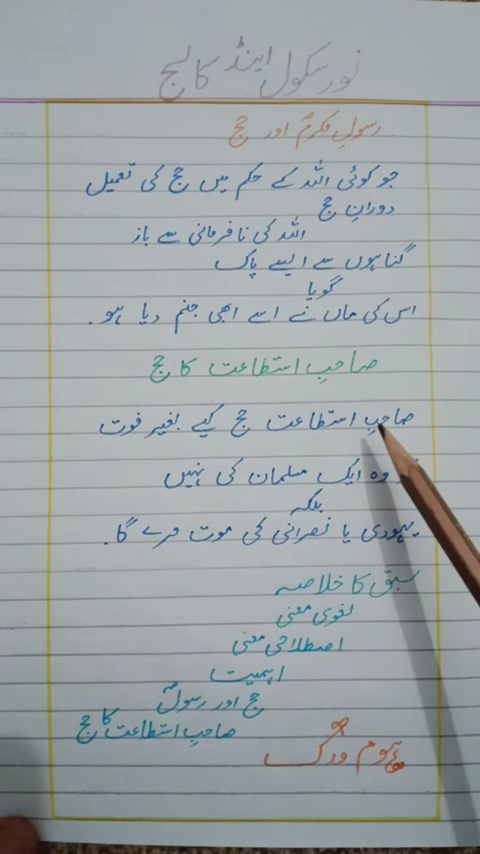 نور سکول اینڈ کالج
رسولِ مکرمؐ اور حج
جو کوئی اللہ کے حکم میں حج کی تعمیل
دورانِ حج
اللہ کی نافرمانی سے باز
گناہوں سے ایسے پاک
گویا
اس کی ماں نے اسے ابھی جنم دیا ہو۔
صاحبِ استطاعت کا حج
صاحبِ استطاعت حج کیے بغیر فوت
وہ ایک مسلمان کی نہیں
بلکہ
یہودی یا نصرانی کی موت مرے گا۔
سبق کا خلاصہ
لغوی معنی
اصطلاحی معنی
اہمیت
حج اور رسولؐ
صاحبِ استطاعت کا حج
ہوم ورک